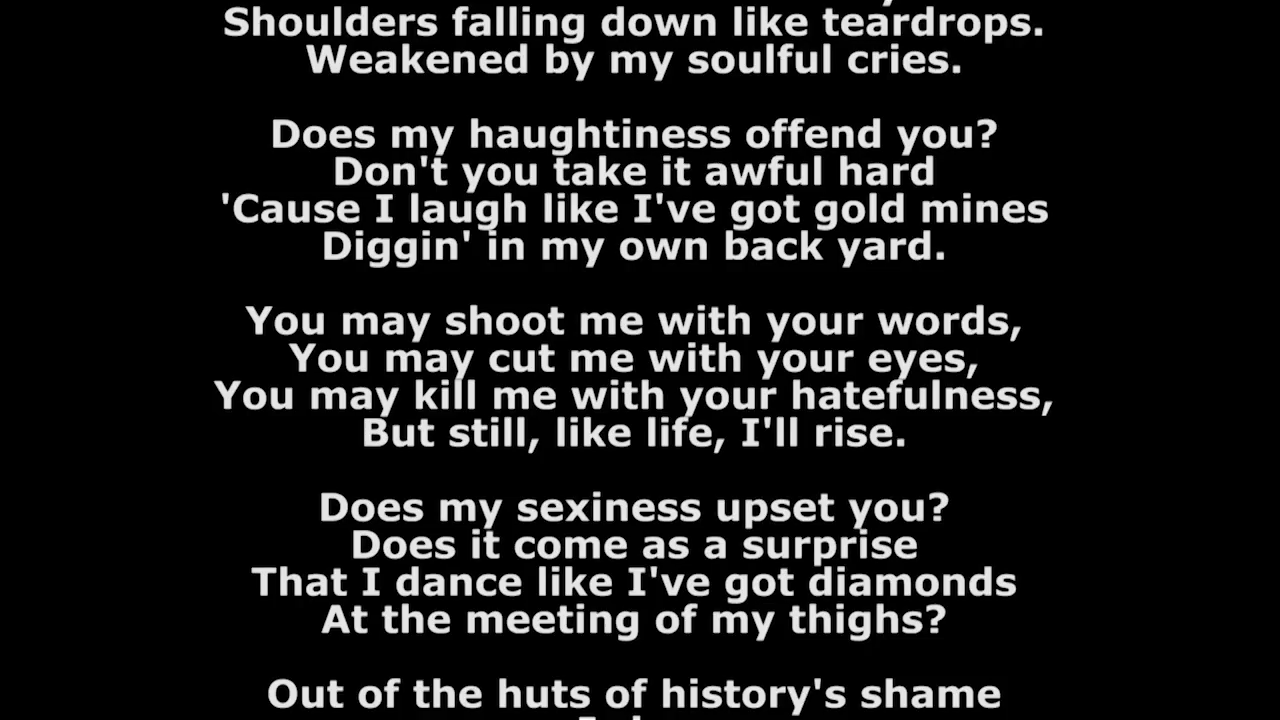 Shoulders falling down like teardrops.
Weakened by my soulful cries.
Does my haughtiness offend you?
Don't you take it awful hard
'Cause I laugh like I've got gold mines
Diggin' in my own back yard.
You may shoot me with your words,
You may cut me with your eyes,
You may kill me with your hatefulness,
But still, like life, I'll rise.
Does my sexiness upset you?
Does it come as a surprise
That I dance like I've got diamonds
At the meeting of my thighs?
Out of the huts of history's shame